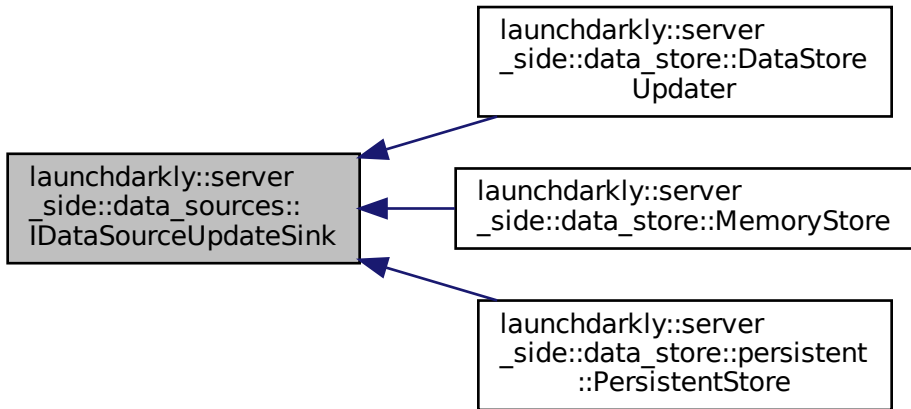 launchdarkly::server
_side::data_sources::
IDataSourceUpdateSink
launchdarkly::server
_side::data_store::DataStore
Updater
launchdarkly::server
_side::data_store::MemoryStore
launchdarkly::server
_side::data_store::persistent
::PersistentStore